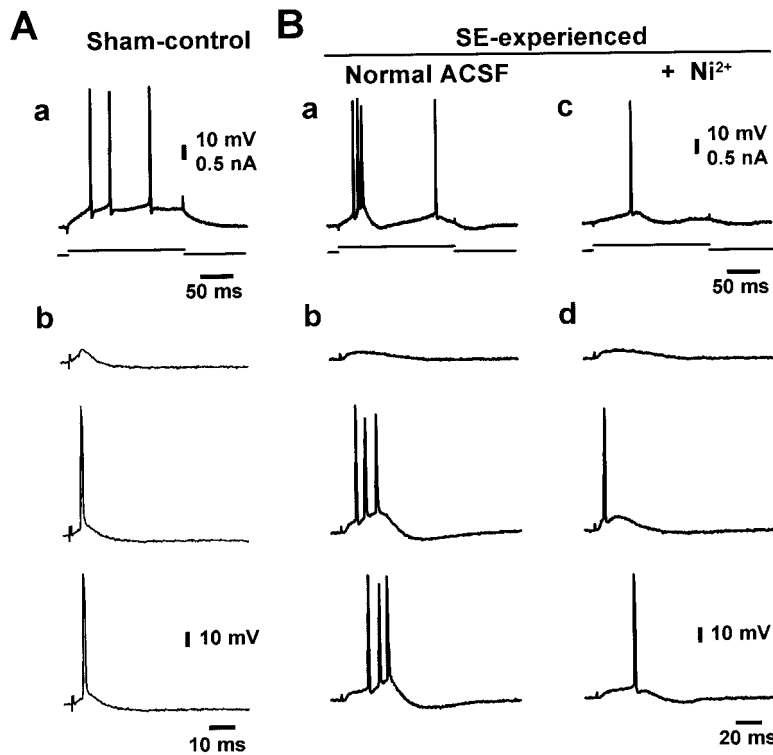 A
Sham-control
B
SE-experienced
Normal ACSF
+ Ni²⁺
a
10 mV
0.5 nA
50 ms
a
c
10 mV
0.5 nA
50 ms
b
10 mV
10 ms
b
d
10 mV
20 ms